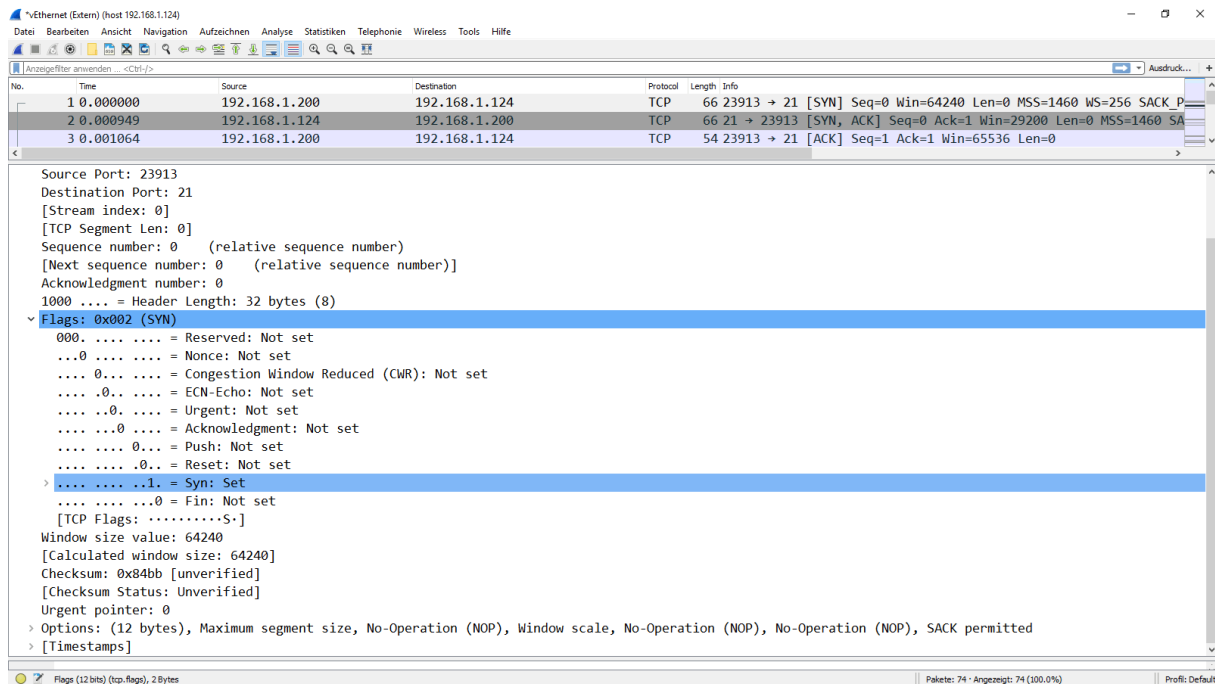 *vEthernet (Extern) (host 192.168.1.124)
Datei Bearbeiten Ansicht Navigation Aufzeichnen Analyse Statistiken Telephonie Wireless Tools Hilfe
Anzeigefilter anwenden ... <Ctrl-/> Ausdruck... +
No. Time Source Destination Protocol Length Info
1 0.000000 192.168.1.200 192.168.1.124 TCP 66 23913 → 21 [SYN] Seq=0 Win=64240 Len=0 MSS=1460 WS=256 SACK_P
2 0.000949 192.168.1.124 192.168.1.200 TCP 66 21 → 23913 [SYN, ACK] Seq=0 Ack=1 Win=29200 Len=0 MSS=1460 SA
3 0.001064 192.168.1.200 192.168.1.124 TCP 54 23913 → 21 [ACK] Seq=1 Ack=1 Win=65536 Len=0
Source Port: 23913
Destination Port: 21
[Stream index: 0]
[TCP Segment Len: 0]
Sequence number: 0 (relative sequence number)
[Next sequence number: 0 (relative sequence number)]
Acknowledgment number: 0
1000 .... = Header Length: 32 bytes (8)
Flags: 0x002 (SYN)
000. .... .... = Reserved: Not set
...0 .... .... = Nonce: Not set
.... 0... .... = Congestion Window Reduced (CWR): Not set
.... .0.. .... = ECN-Echo: Not set
.... ..0. .... = Urgent: Not set
.... ...0 .... = Acknowledgment: Not set
.... .... 0... = Push: Not set
.... .... .0.. = Reset: Not set
.... .... ..1. = Syn: Set
.... .... ...0 = Fin: Not set
[TCP Flags: ··········S·]
Window size value: 64240
[Calculated window size: 64240]
Checksum: 0x84bb [unverified]
[Checksum Status: Unverified]
Urgent pointer: 0
Options: (12 bytes), Maximum segment size, No-Operation (NOP), Window scale, No-Operation (NOP), No-Operation (NOP), SACK permitted
[Timestamps]
Flags (12 bits) (tcp.flags), 2 Bytes Pakete: 74 · Angezeigt: 74 (100.0%) Profil: Default